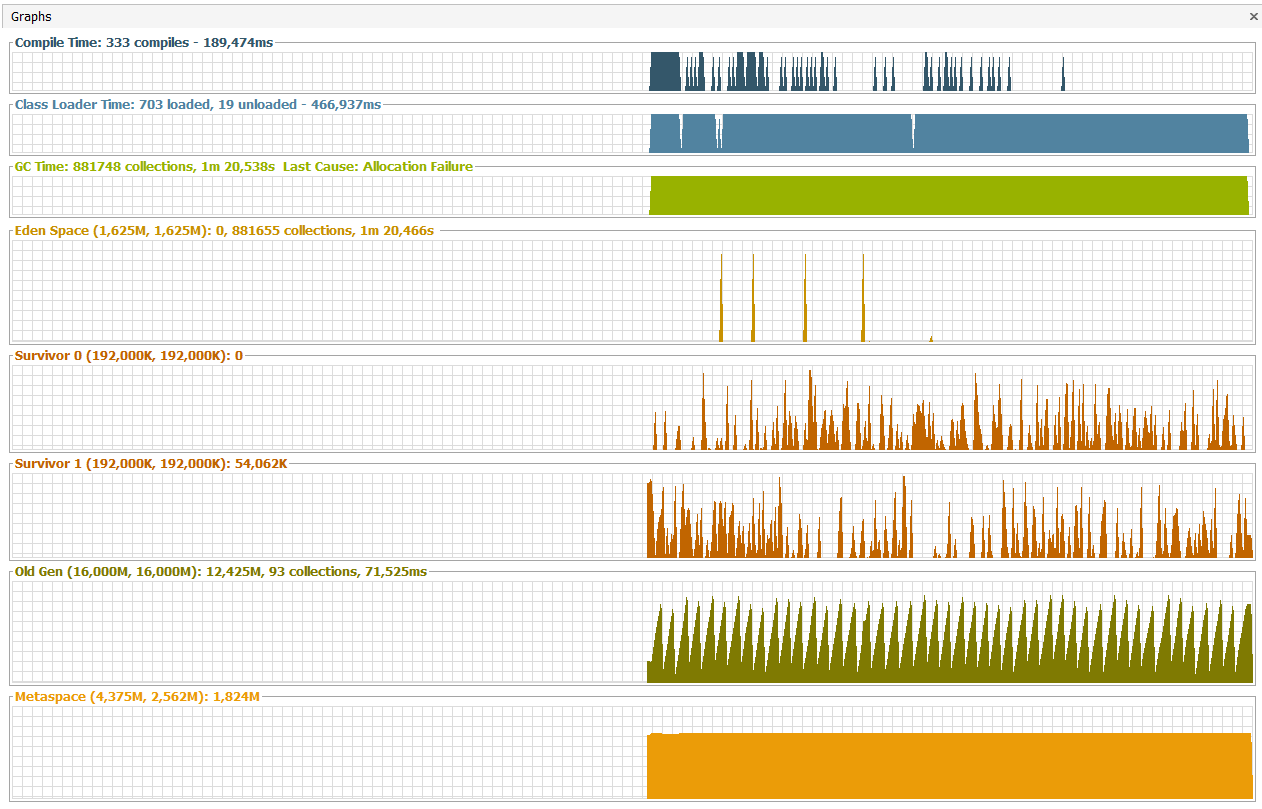 Graphs
Compile Time: 333 compiles - 189,474ms
Class Loader Time: 703 loaded, 19 unloaded - 466,937ms
GC Time: 881748 collections, 1m 20,538s Last Cause: Allocation Failure
Eden Space (1,625M, 1,625M): 0, 881655 collections, 1m 20,466s
Survivor 0 (192,000K, 192,000K): 0
Survivor 1 (192,000K, 192,000K): 54,062K
Old Gen (16,000M, 16,000M): 12,425M, 93 collections, 71,525ms
Metaspace (4,375M, 2,562M): 1,824M